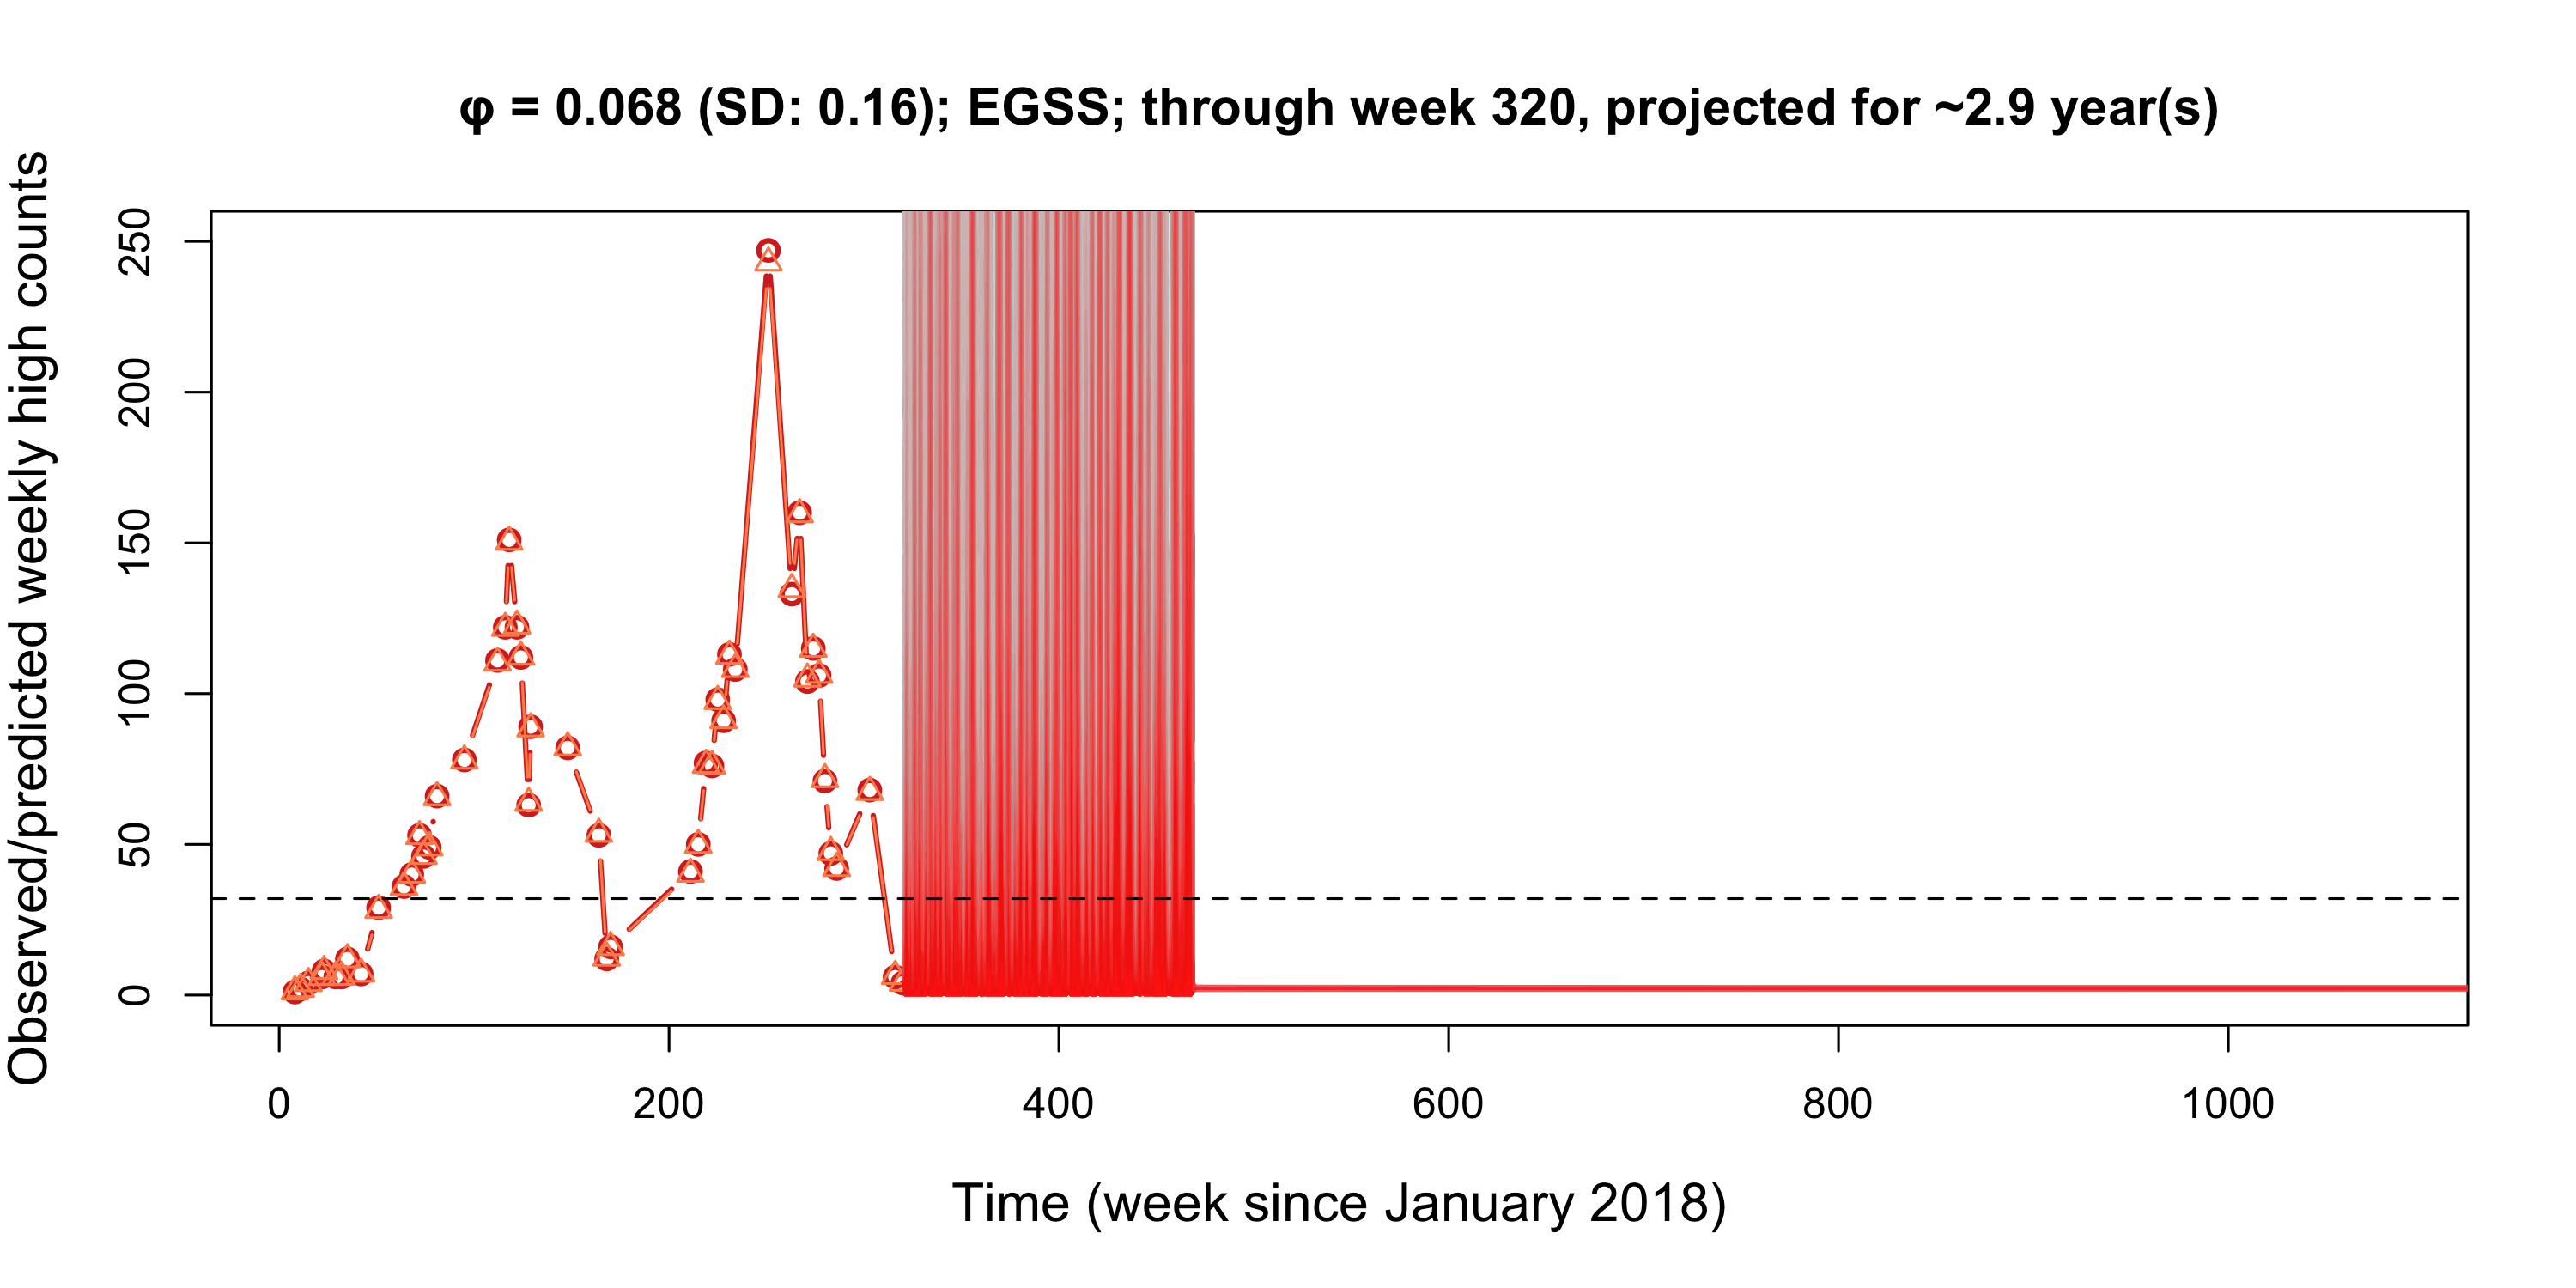 φ = 0.068 (SD: 0.16); EGSS; through week 320, projected for ~2.9 year(s)
Observed/predicted weekly high counts
250
200
150
100
50
0
0 200 400 600 800 1000
Time (week since January 2018)